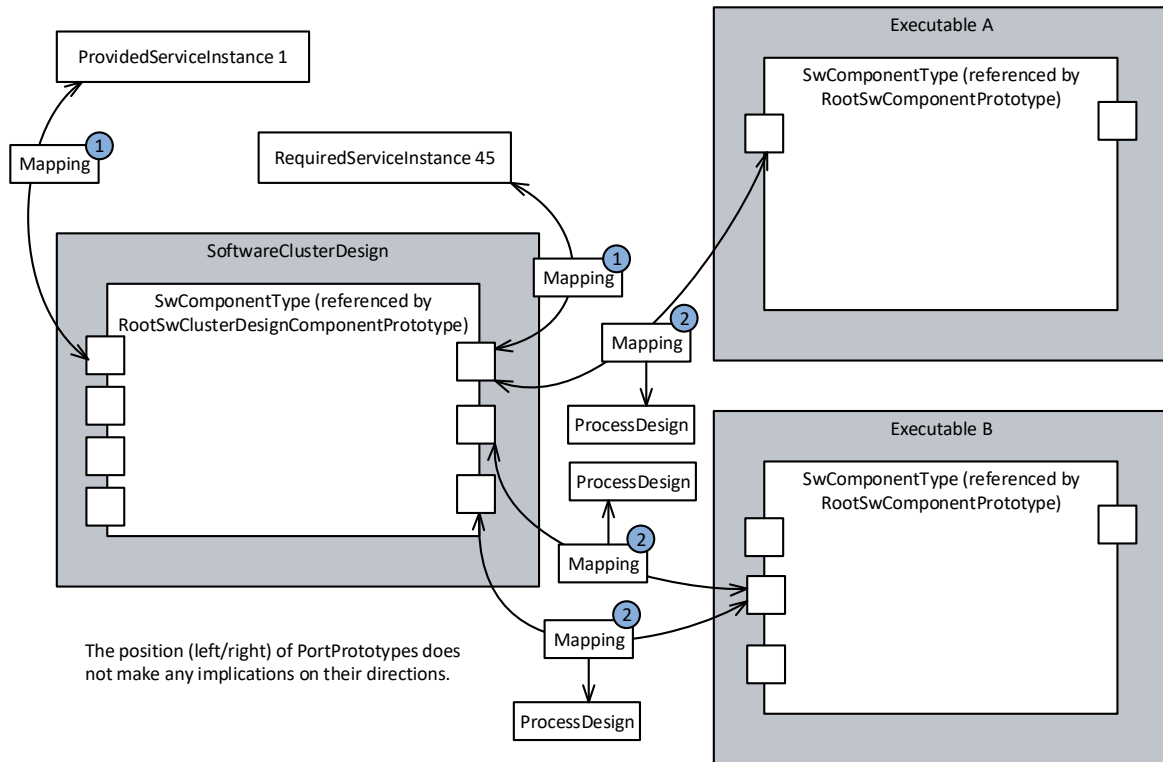 Executable A
ProvidedServiceInstance 1
SwComponentType (referenced by
RootSwComponentPrototype)
1
Mapping
RequiredServiceInstance 45
SoftwareClusterDesign
1
Mapping
SwComponentType (referenced by
RootSwClusterDesignComponentPrototype)
2
Mapping
ProcessDesign
Executable B
ProcessDesign
SwComponentType (referenced by
RootSwComponentPrototype)
2
Mapping
2
Mapping
The position (left/right) of PortPrototypes does
not make any implications on their directions.
ProcessDesign